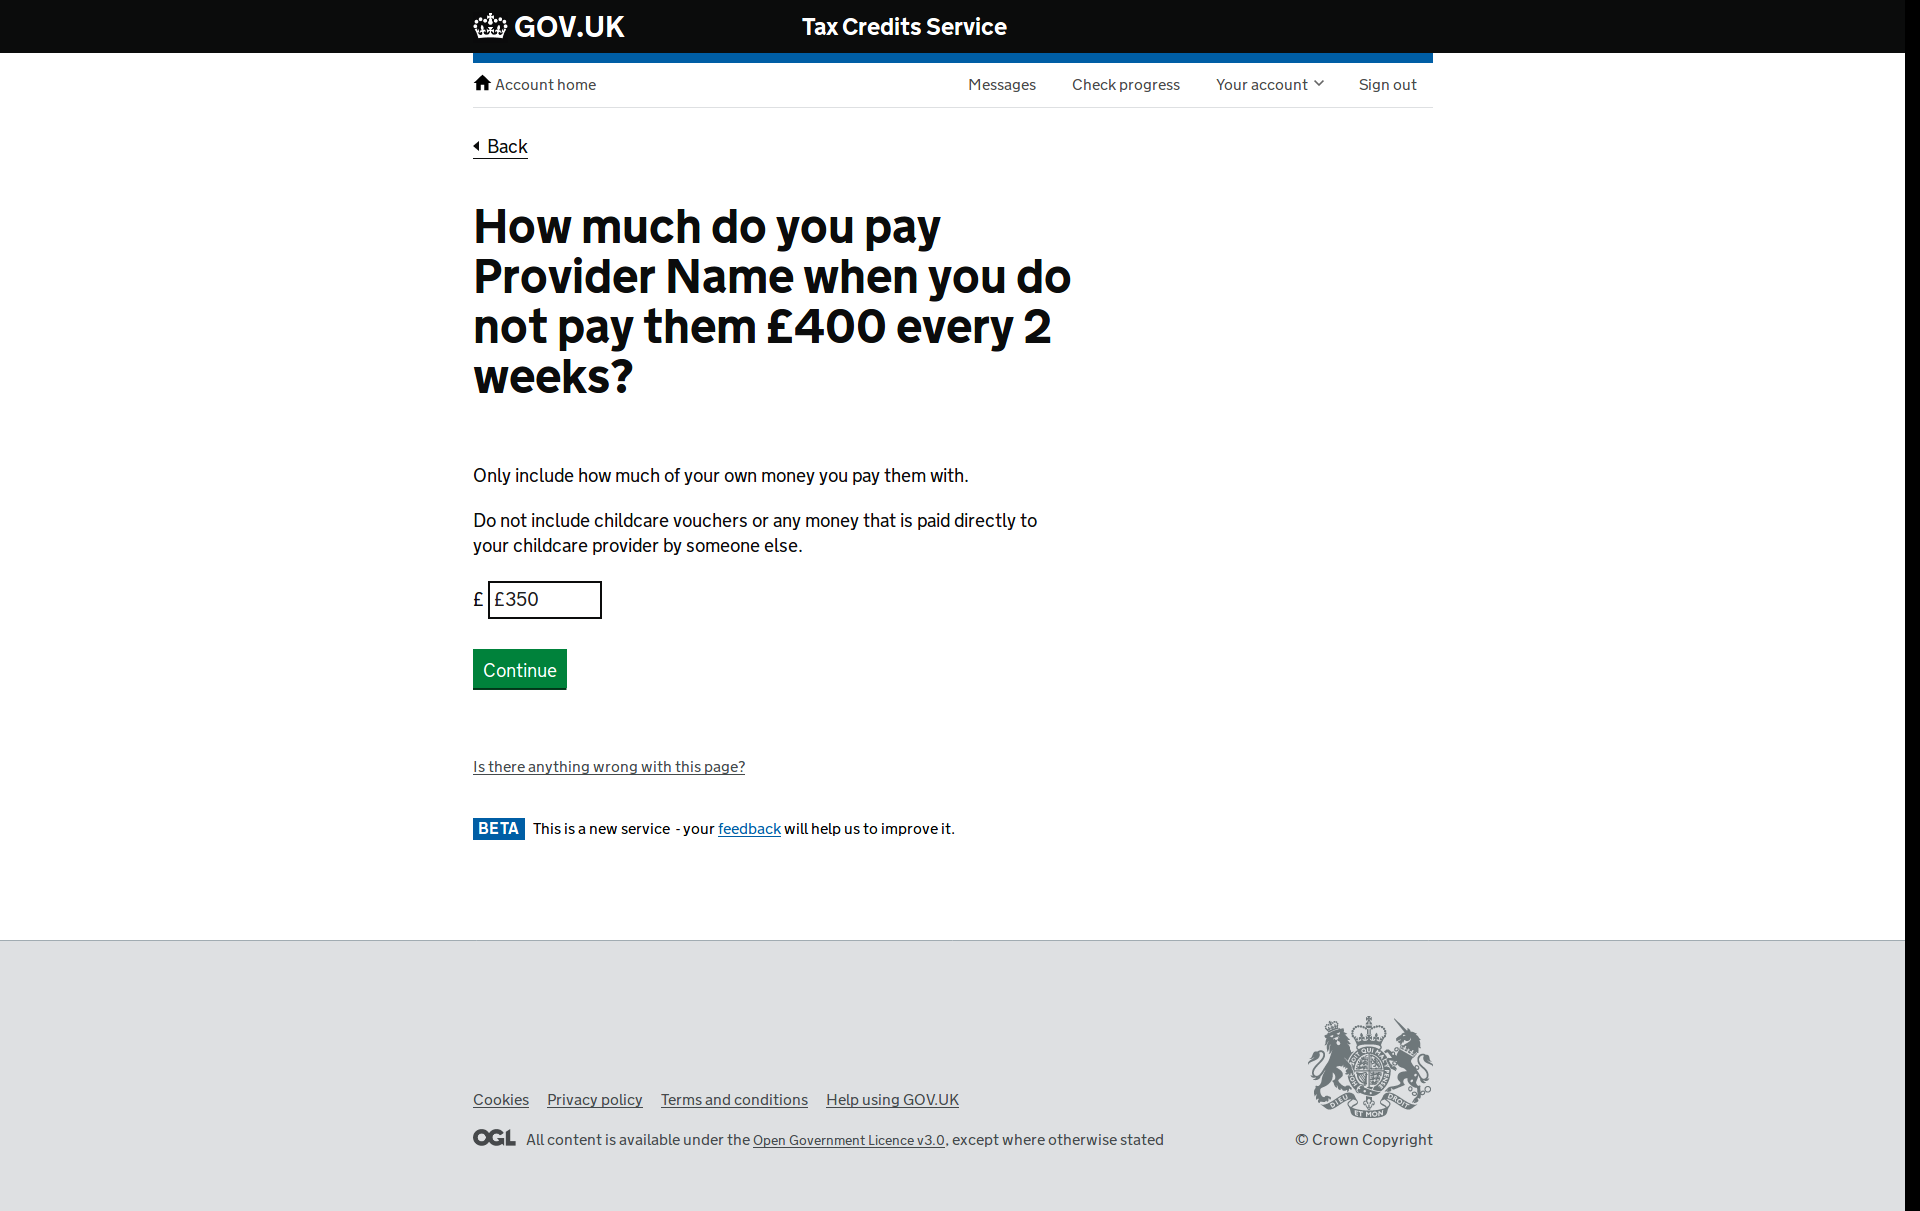 GOV.UK
Tax Credits Service
Account home
Messages
Check progress
Your account
Sign out
Back
How much do you pay
Provider Name when you do
not pay them £400 every 2
weeks?
Only include how much of your own money you pay them with.
Do not include childcare vouchers or any money that is paid directly to
your childcare provider by someone else.
£ £350
Continue
Is there anything wrong with this page?
BETA This is a new service - your feedback will help us to improve it.
Cookies Privacy policy Terms and conditions Help using GOV.UK
OGL All content is available under the Open Government Licence v3.0, except where otherwise stated
DIEU ET MON DROIT
© Crown Copyright